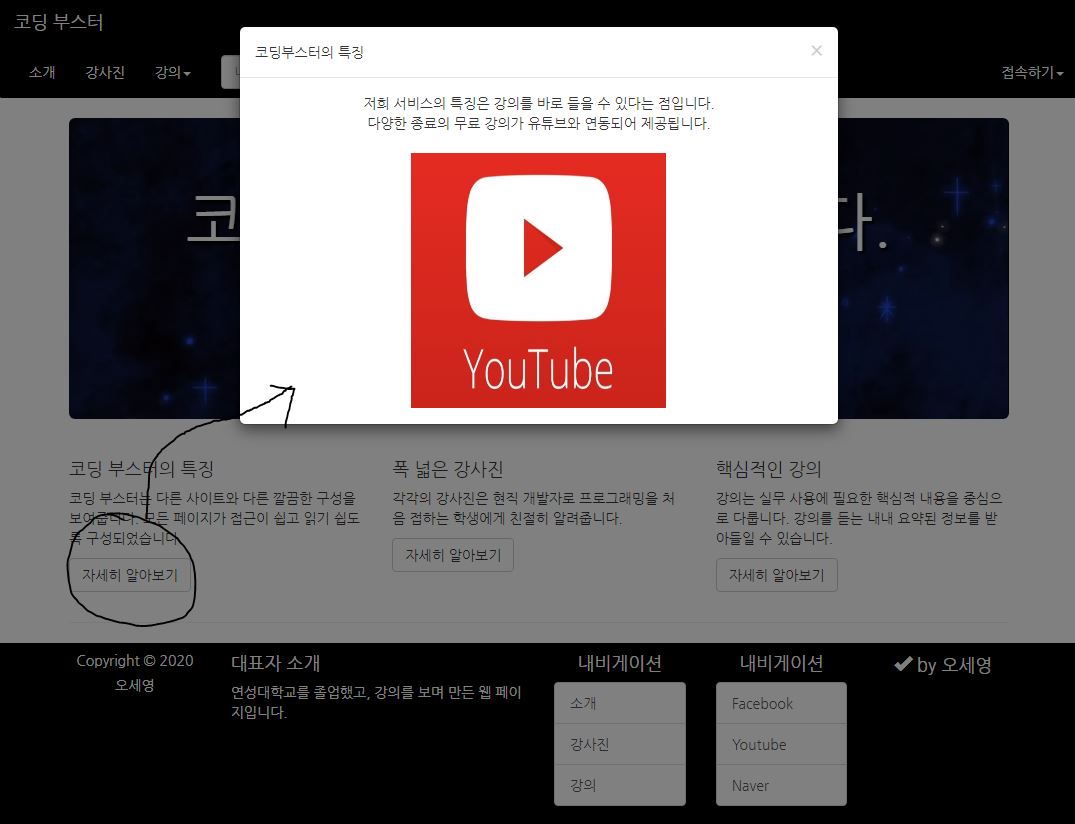 코딩 부스터
소개 강사진 강의 접속하기
코딩부스터의 특징 ×
저희 서비스의 특징은 강의를 바로 들을 수 있다는 점입니다.
다양한 종료의 무료 강의가 유튜브와 연동되어 제공됩니다.
YouTube
코 다.
코딩 부스터의 특징
코딩 부스터는 다른 사이트와 다른 깔끔한 구성을
보여줍니다. 모든 페이지가 접근이 쉽고 읽기 쉽도
록 구성되었습니다.
자세히 알아보기
폭 넓은 강사진
각각의 강사진은 현직 개발자로 프로그래밍을 처
음 접하는 학생에게 친절히 알려줍니다.
자세히 알아보기
핵심적인 강의
강의는 실무 사용에 필요한 핵심적 내용을 중심으
로 다룹니다. 강의를 듣는 내내 요약된 정보를 받
아들일 수 있습니다.
자세히 알아보기
Copyright © 2020
오세영
대표자 소개
연성대학교를 졸업했고, 강의를 보며 만든 웹 페이
지입니다.
내비게이션
소개
강사진
강의
내비게이션
Facebook
Youtube
Naver
✔ by 오세영